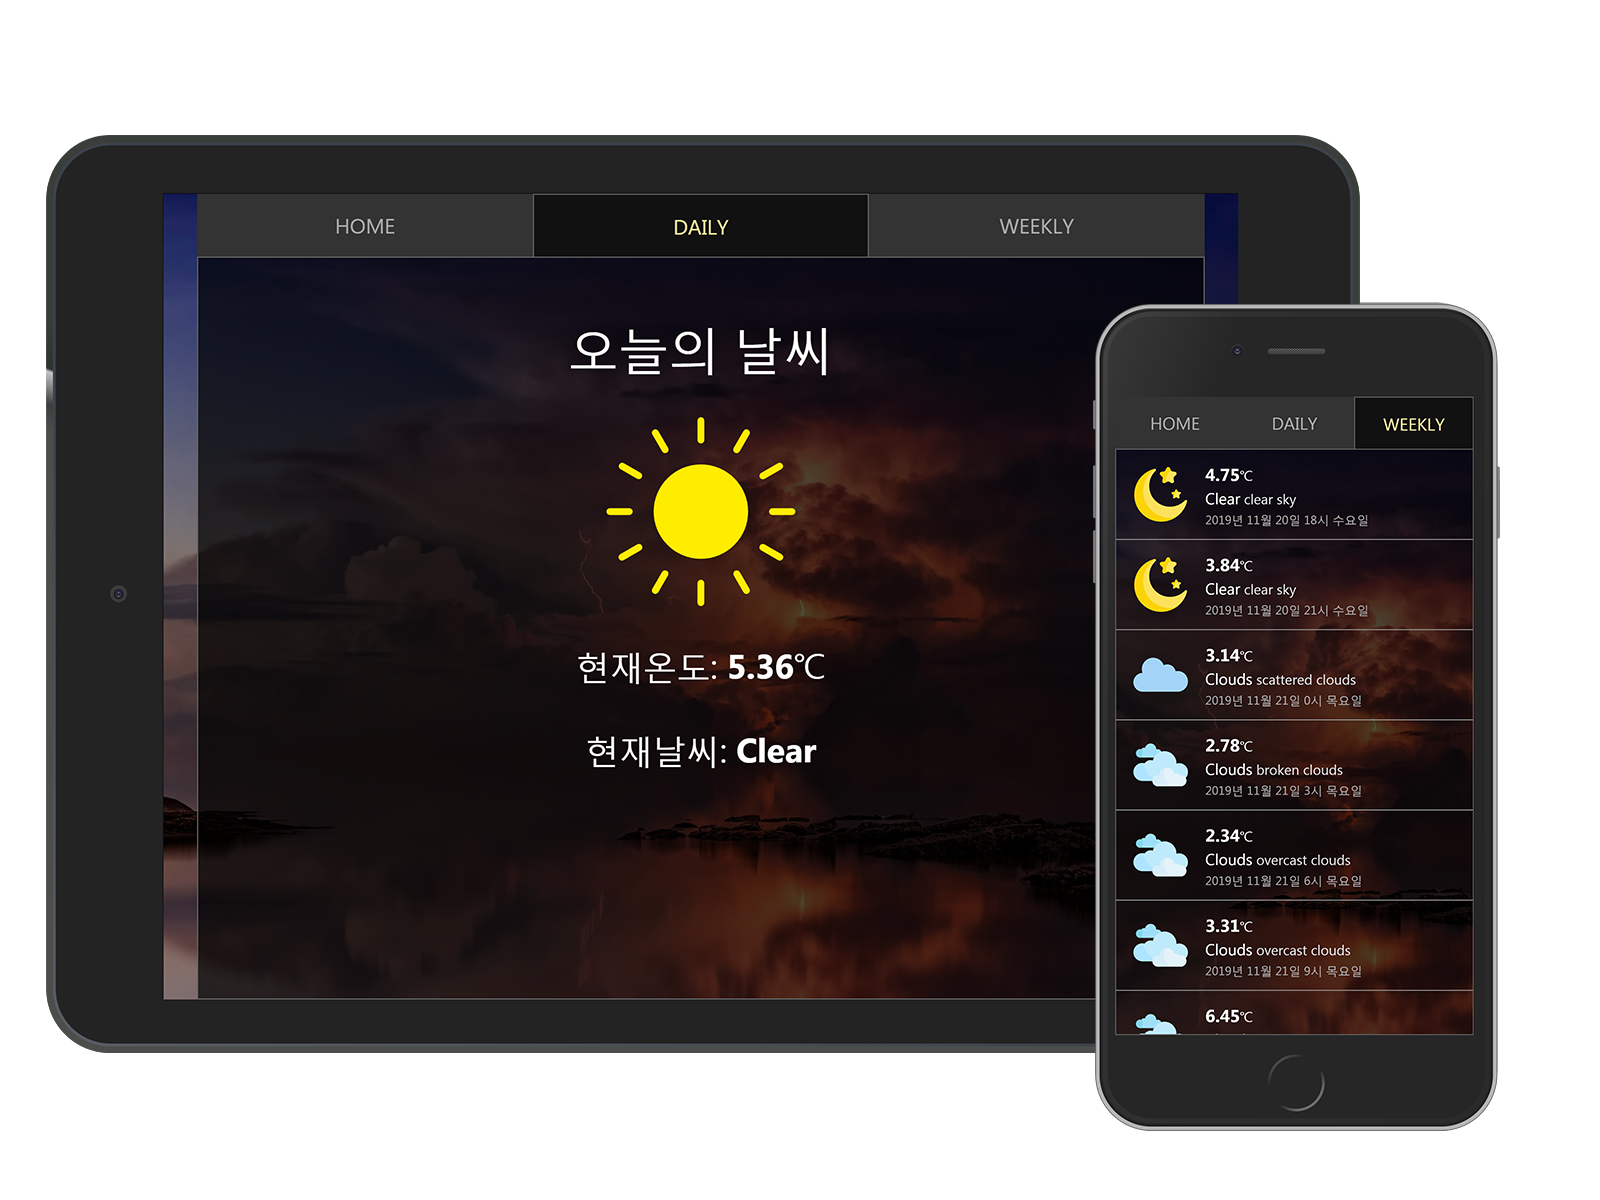 HOME
DAILY
WEEKLY
오늘의 날씨
현재온도: 5.36℃
현재날씨: Clear
HOME
DAILY
WEEKLY
4.75℃
Clear clear sky
2019년 11월 20일 18시 수요일
3.84℃
Clear clear sky
2019년 11월 20일 21시 수요일
3.14℃
Clouds scattered clouds
2019년 11월 21일 0시 목요일
2.78℃
Clouds broken clouds
2019년 11월 21일 3시 목요일
2.34℃
Clouds overcast clouds
2019년 11월 21일 6시 목요일
3.31℃
Clouds overcast clouds
2019년 11월 21일 9시 목요일
6.45℃